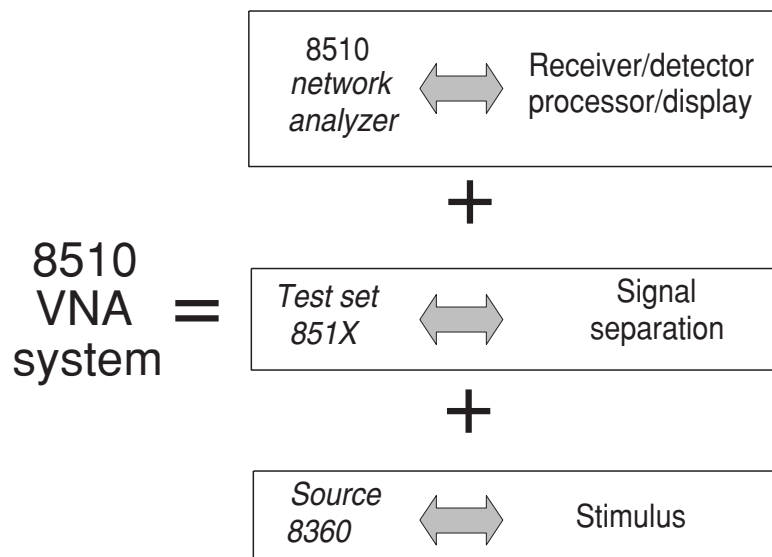 8510
network
analyzer
Receiver/detector
processor/display
+
8510
VNA
system
=
Test set
851X
Signal
separation
+
Source
8360
Stimulus